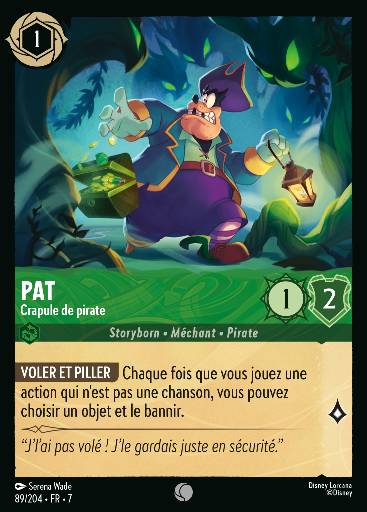 1
PAT
Crapule de pirate
1
2
Storyborn • Méchant • Pirate
VOLER ET PILLER Chaque fois que vous jouez une
action qui n'est pas une chanson, vous pouvez
choisir un objet et le bannir.
“J'l'ai pas volé ! J'le gardais juste en sécurité.”
Serena Wade
Disney Lorcana
89/204 • FR • 7
©Disney